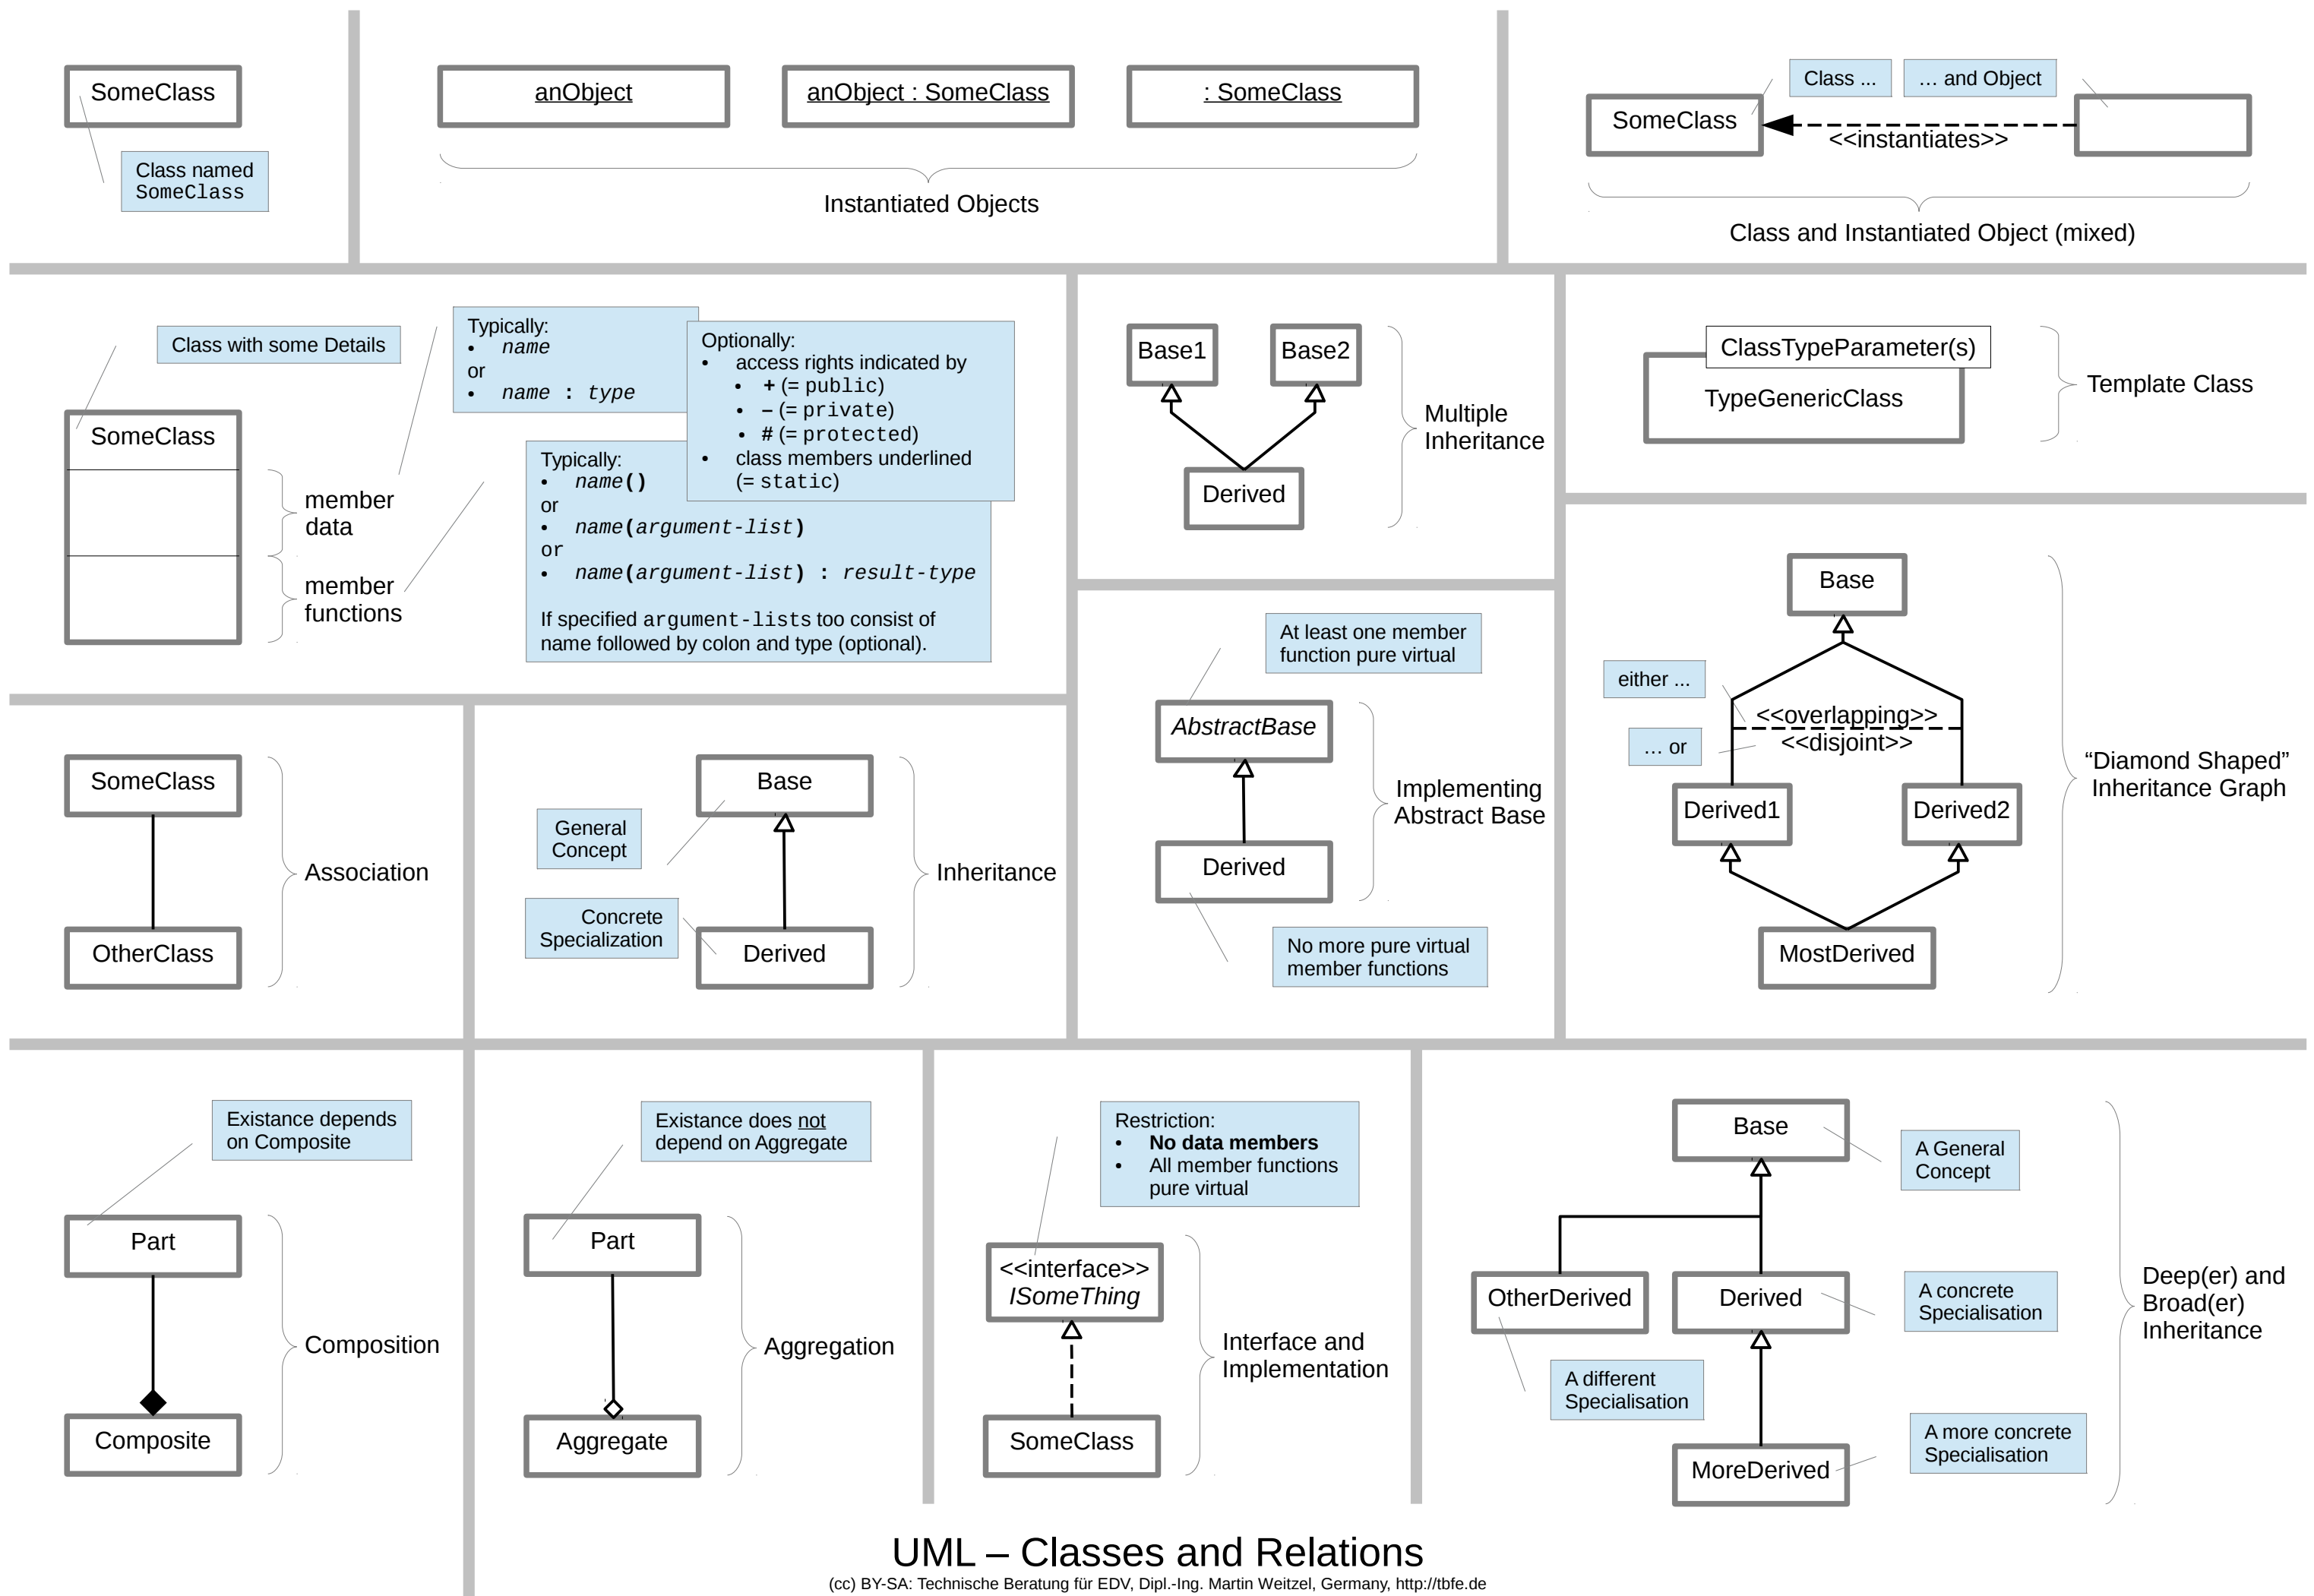 SomeClass
Class named
SomeClass
anObject
anObject : SomeClass
: SomeClass
Instantiated Objects
Class ...
… and Object
SomeClass
<<instantiates>>
Class and Instantiated Object (mixed)
Class with some Details
SomeClass
member
data
member
functions
Typically:
• name
or
• name : type
Optionally:
• access rights indicated by
• + (= public)
• – (= private)
• # (= protected)
• class members underlined
(= static)
Typically:
• name()
or
• name(argument-list)
or
• name(argument-list) : result-type
If specified argument-lists too consist of
name followed by colon and type (optional).
Base1
Base2
Derived
Multiple
Inheritance
ClassTypeParameter(s)
TypeGenericClass
Template Class
At least one member
function pure virtual
AbstractBase
Derived
Implementing
Abstract Base
No more pure virtual
member functions
Base
either ...
<<overlapping>>
… or
<<disjoint>>
Derived1
Derived2
MostDerived
“Diamond Shaped”
Inheritance Graph
SomeClass
OtherClass
Association
Base
General
Concept
Concrete
Specialization
Derived
Inheritance
Existance depends
on Composite
Part
Composite
Composition
Existance does not
depend on Aggregate
Part
Aggregate
Aggregation
Restriction:
• No data members
• All member functions
pure virtual
<<interface>>
ISomeThing
SomeClass
Interface and
Implementation
Base
A General
Concept
OtherDerived
Derived
A concrete
Specialisation
A different
Specialisation
MoreDerived
A more concrete
Specialisation
Deep(er) and
Broad(er)
Inheritance
UML – Classes and Relations
(cc) BY-SA: Technische Beratung für EDV, Dipl.-Ing. Martin Weitzel, Germany, http://tbfe.de